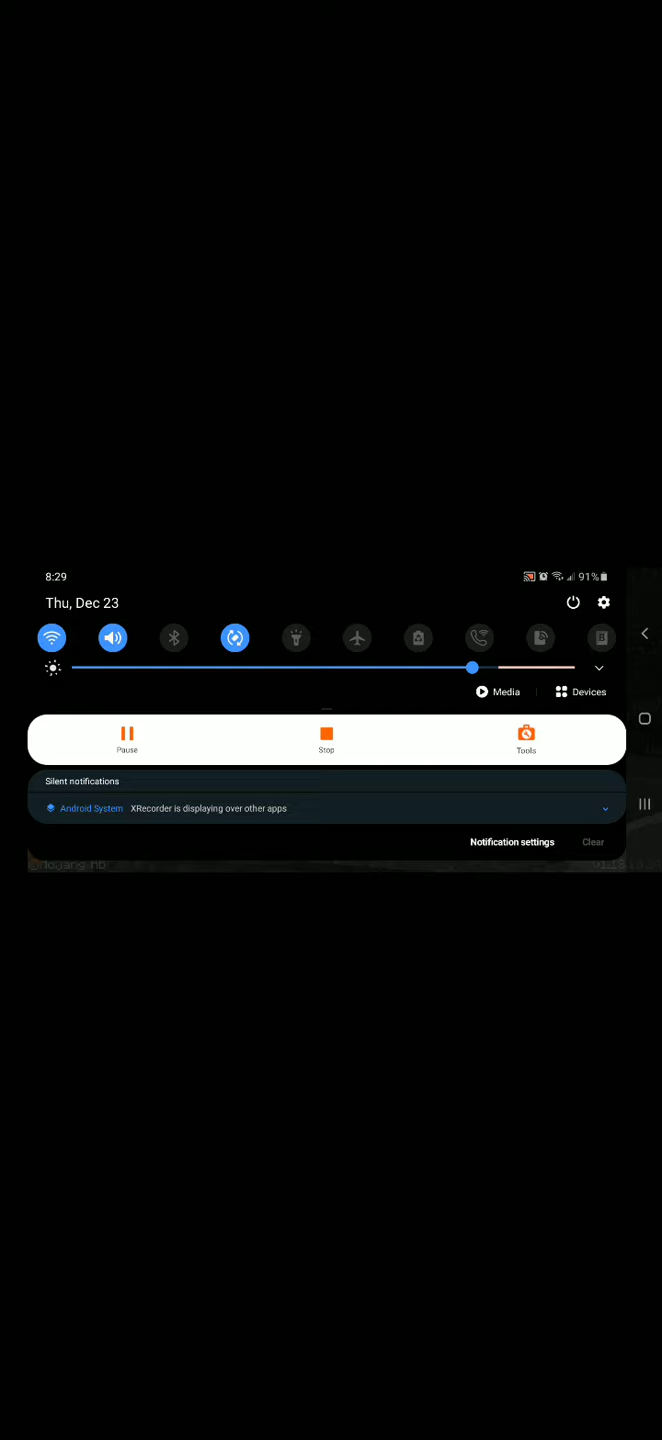 8:29
91%
Thu, Dec 23
Media
Devices
Pause
Stop
Tools
Silent notifications
Android System XRecorder is displaying over other apps
Notification settings
Clear